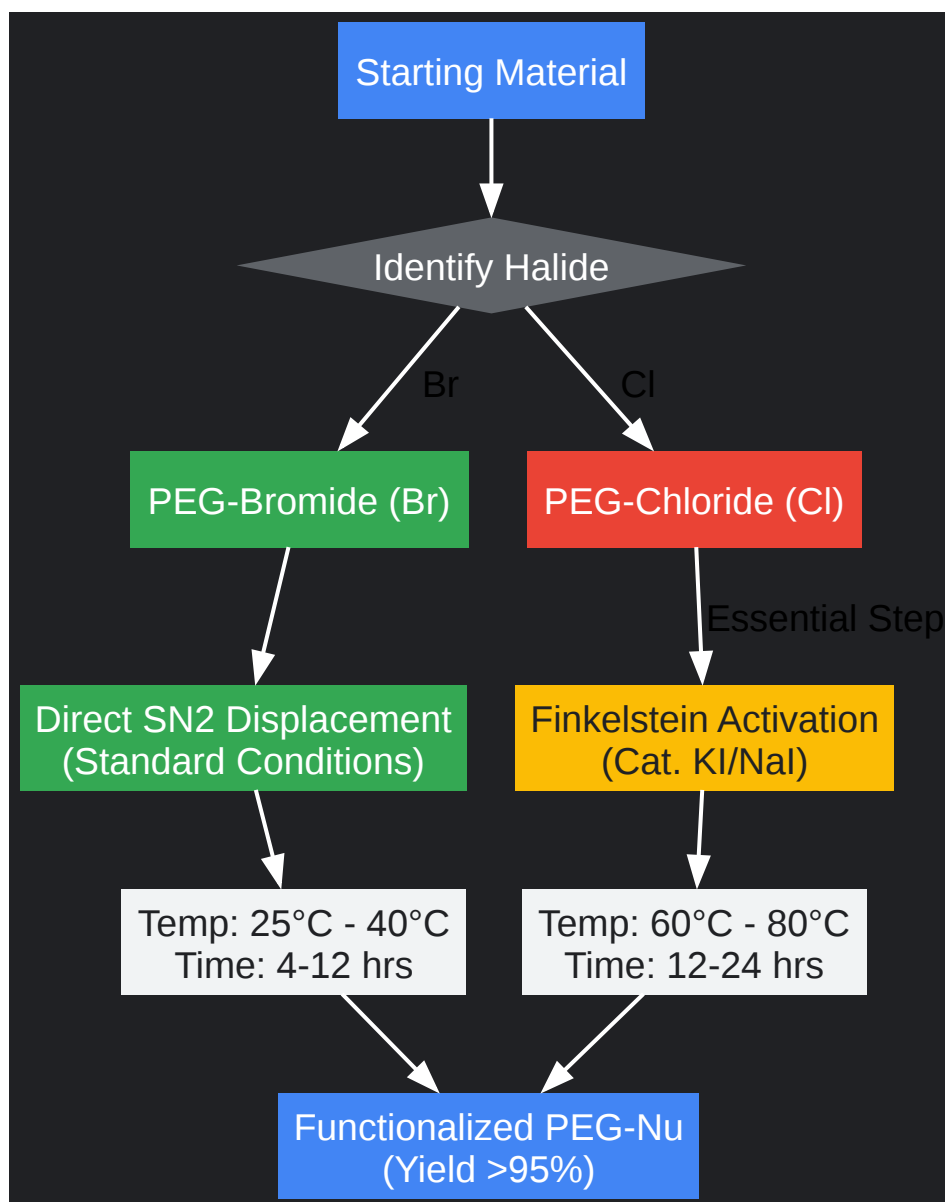 Starting Material
Identify Halide
Br
Cl
PEG-Bromide (Br)
PEG-Chloride (Cl)
Essential Step
Direct SN2 Displacement
(Standard Conditions)
Finkelstein Activation
(Cat. KI/NaI)
Temp: 25°C - 40°C
Time: 4-12 hrs
Temp: 60°C - 80°C
Time: 12-24 hrs
Functionalized PEG-Nu
(Yield >95%)